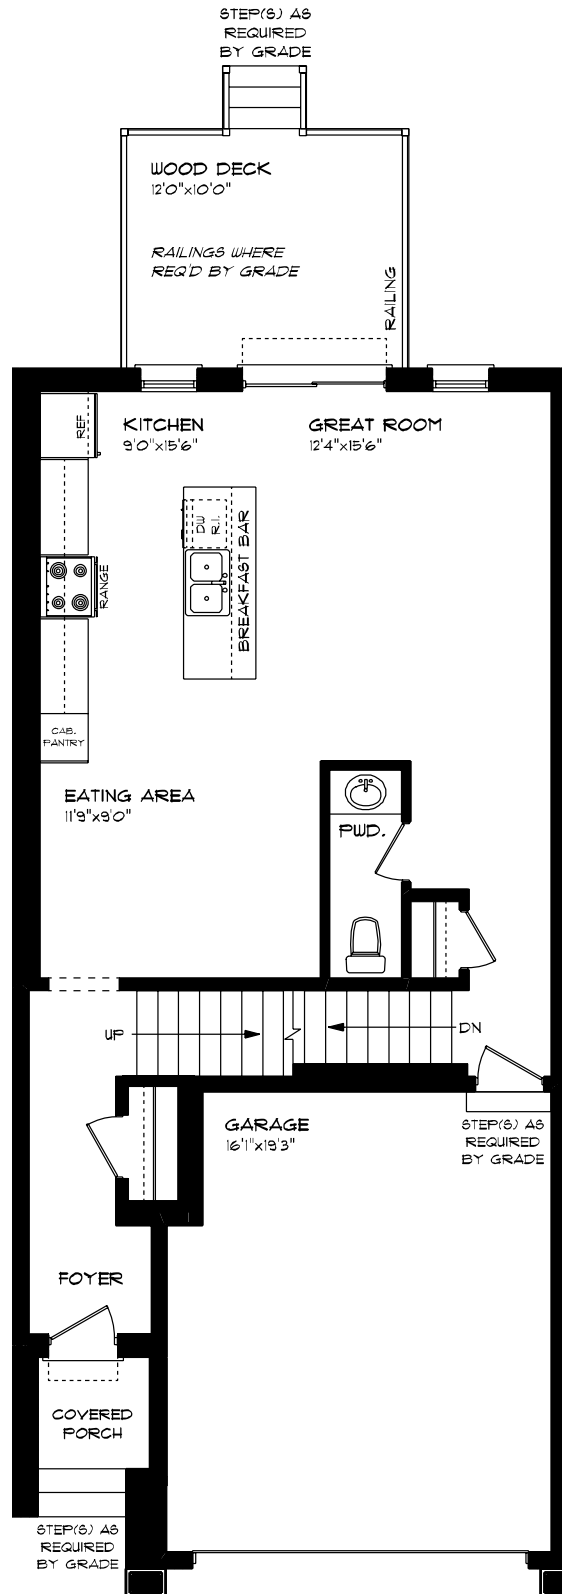 STEP(S) AS
REQUIRED
BY GRADE
WOOD DECK
12'0"x10'0"
RAILINGS WHERE
REQ'D BY GRADE
RAILING
KITCHEN
9'0"x15'6"
GREAT ROOM
12'4"x15'6"
REF
DW
R.I.
BREAKFAST BAR
RANGE
CAB.
PANTRY
EATING AREA
11'9"x9'0"
PWD.
UP
DN
GARAGE
16'1"x19'3"
STEP(S) AS
REQUIRED
BY GRADE
FOYER
COVERED
PORCH
STEP(S) AS
REQUIRED
BY GRADE